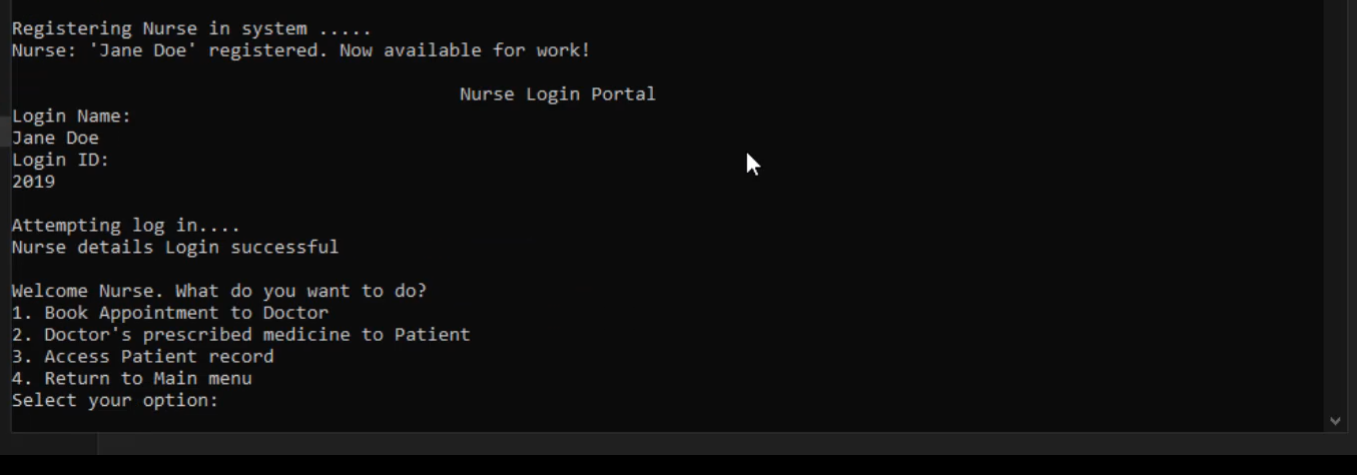 Registering Nurse in system .....
Nurse: 'Jane Doe' registered. Now available for work!
Nurse Login Portal
Login Name:
Jane Doe
Login ID:
2019
Attempting log in....
Nurse details Login successful
Welcome Nurse. What do you want to do?
1. Book Appointment to Doctor
2. Doctor's prescribed medicine to Patient
3. Access Patient record
4. Return to Main menu
Select your option: